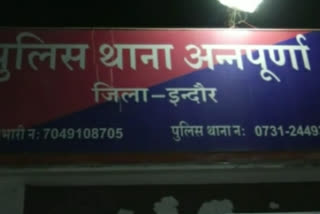 पुलिस थाना अन्नपूर्णा
जिला-इन्दौर
भारी न: 7049108705 पुलिस थाना न: 0731-2449